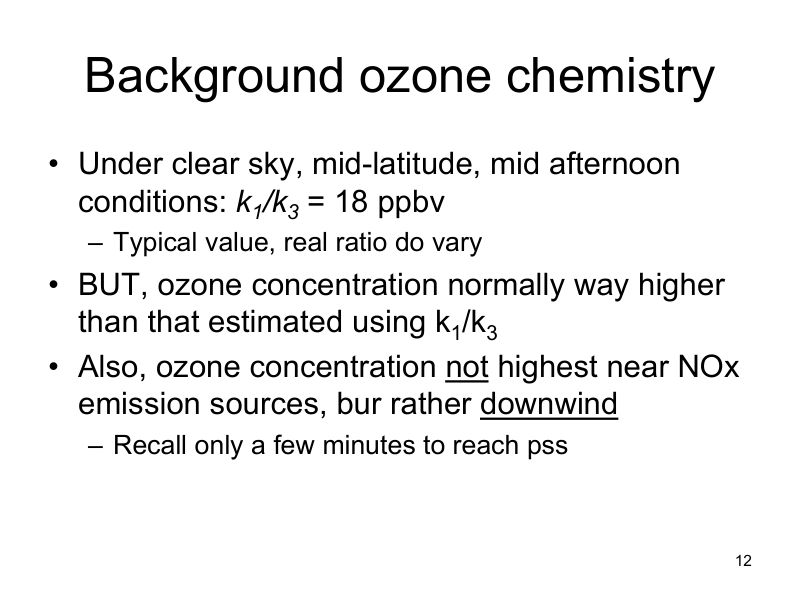 Background ozone chemistry
• Under clear sky, mid-latitude, mid afternoon
conditions: k1/k3 = 18 ppbv
– Typical value, real ratio do vary
• BUT, ozone concentration normally way higher
than that estimated using k1/k3
• Also, ozone concentration not highest near NOx
emission sources, bur rather downwind
– Recall only a few minutes to reach pss
12